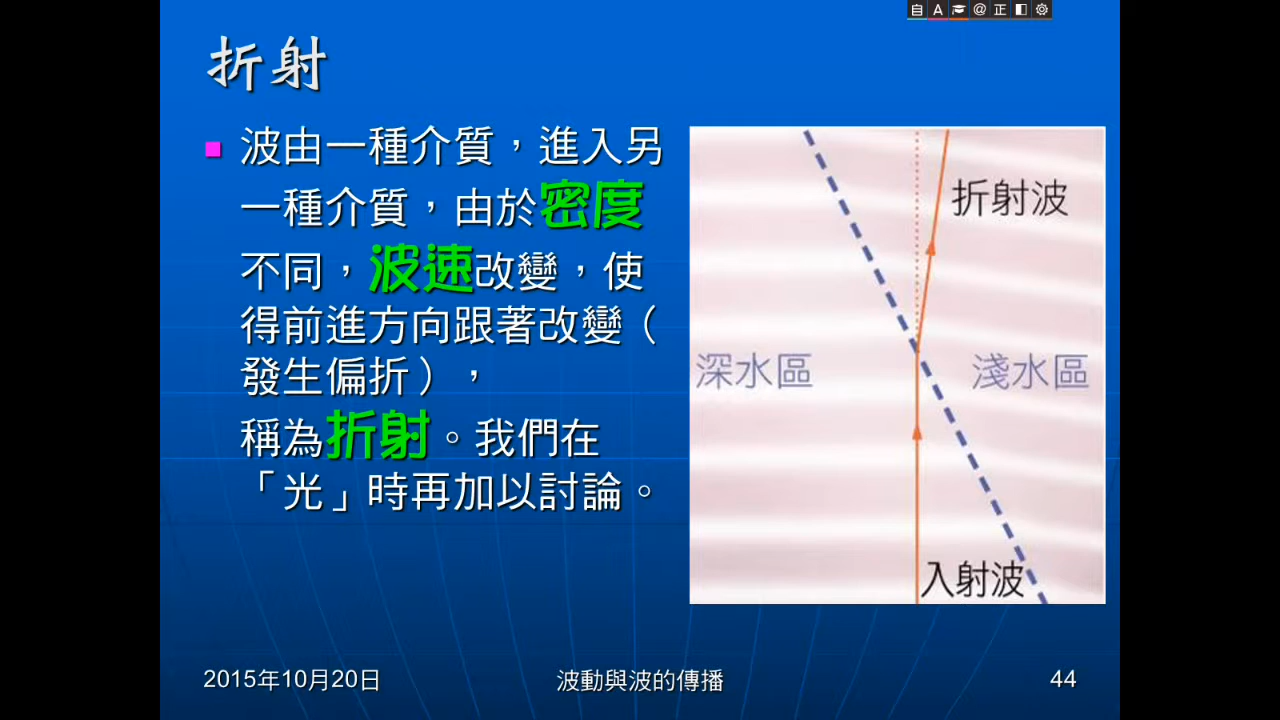 自 A @ 正
折射
波由一種介質，進入另
一種介質，由於密度
不同，波速改變，使
得前進方向跟著改變（
發生偏折），
稱為折射。我們在
「光」時再加以討論。
折射波
深水區
淺水區
入射波
2015年10月20日
波動與波的傳播
44